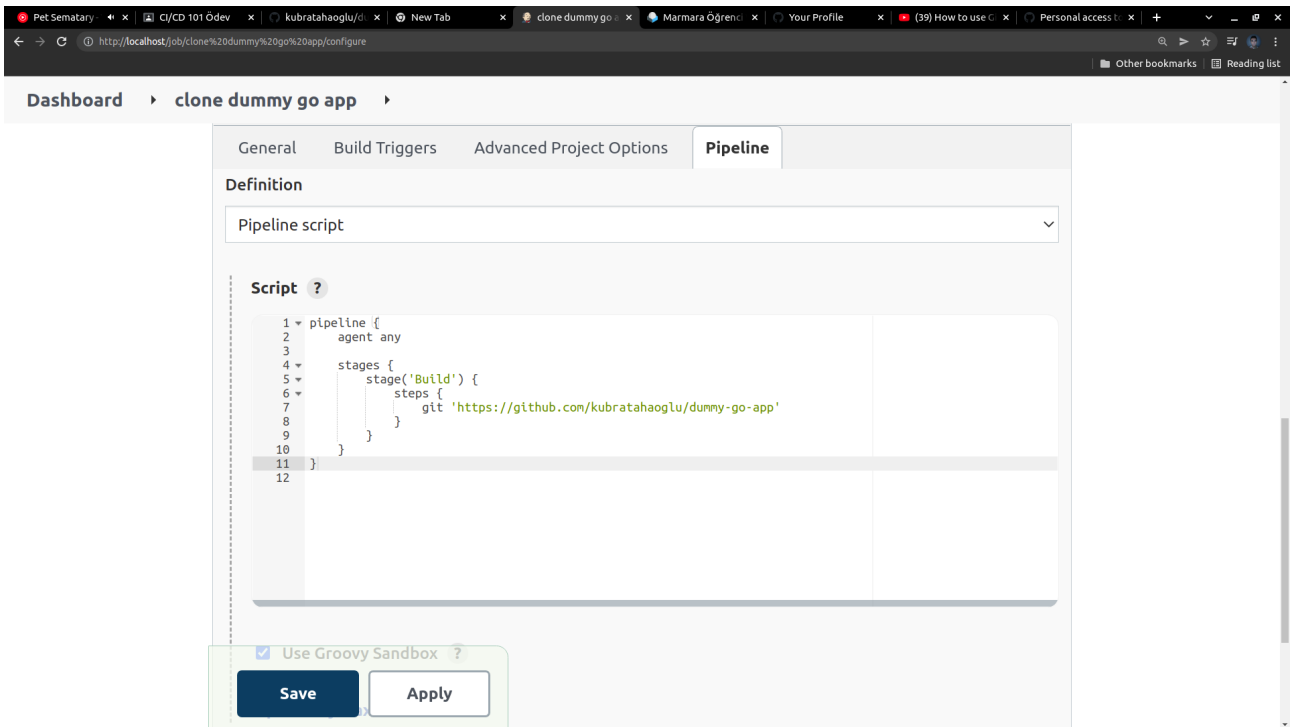 Pet Sematary- CI/CD 101 Ödev kubratahaoglu/du New Tab clone dummy go a Marmara Öğrenci Your Profile (39) How to use Gi Personal access to
http://localhost/job/clone%20dummy%20go%20app/configure
Other bookmarks Reading list
Dashboard clone dummy go app
General Build Triggers Advanced Project Options Pipeline
Definition
Pipeline script
Script ?
1 pipeline {
2 agent any
3
4 stages {
5 stage('Build') {
6 steps {
7 git 'https://github.com/kubratahaoglu/dummy-go-app'
8 }
9 }
10 }
11 }
12
Use Groovy Sandbox ?
Save Apply